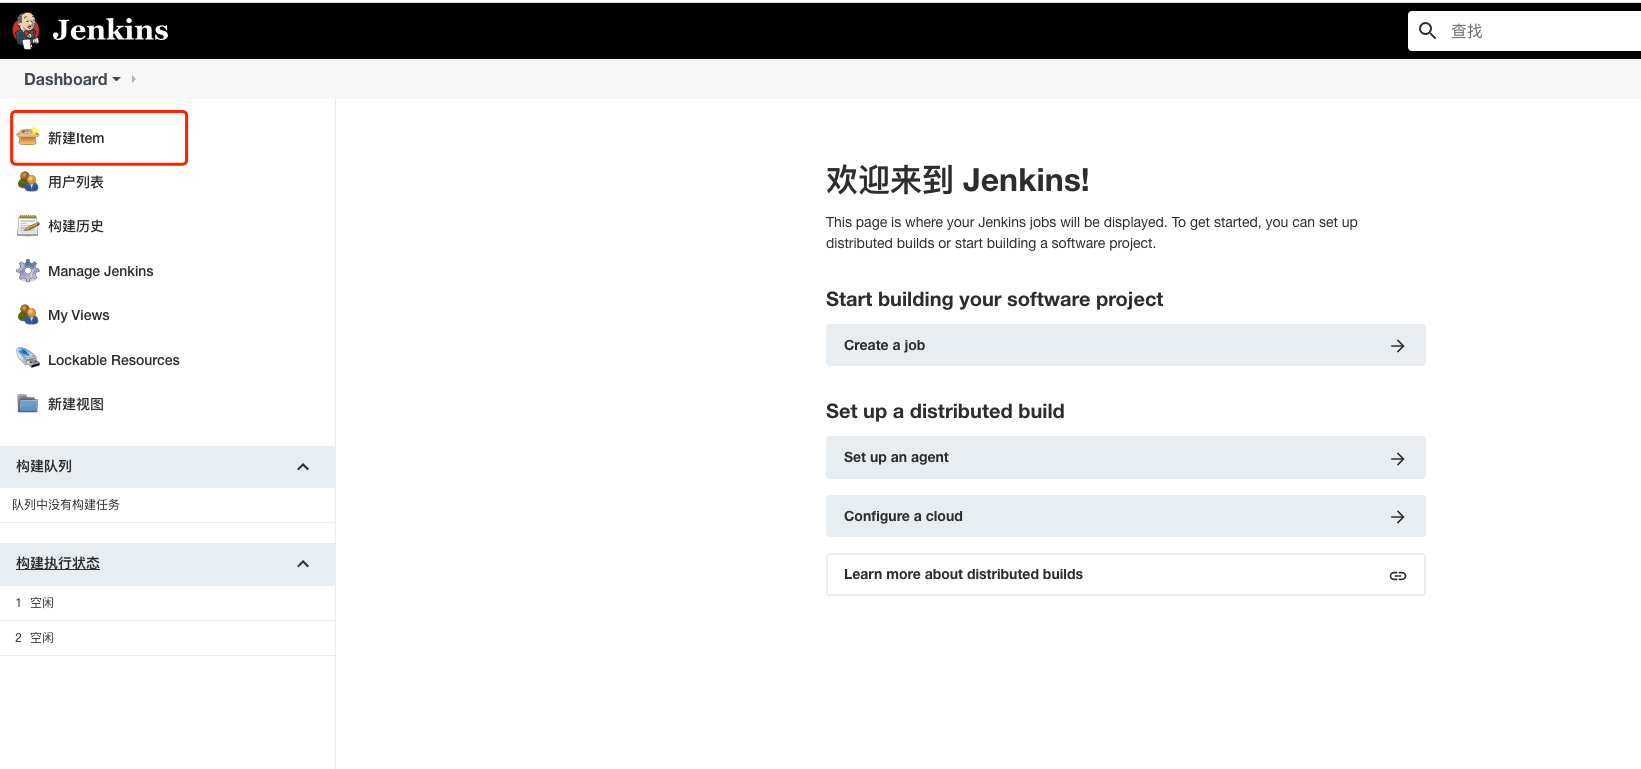 Jenkins
查找
Dashboard
新建Item
用户列表
构建历史
Manage Jenkins
My Views
Lockable Resources
新建视图
构建队列
队列中没有构建任务
构建执行状态
1 空闲
2 空闲
欢迎来到 Jenkins!
This page is where your Jenkins jobs will be displayed. To get started, you can set up
distributed builds or start building a software project.
Start building your software project
Create a job
Set up a distributed build
Set up an agent
Configure a cloud
Learn more about distributed builds